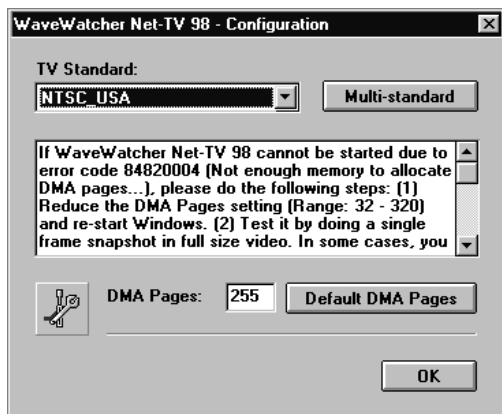 WaveWatcher Net-TV 98 - Configuration
TV Standard:
NTSC_USA
Multi-standard
If WaveWatcher Net-TV 98 cannot be started due to
error code 84820004 (Not enough memory to allocate
DMA pages...), please do the following steps: (1)
Reduce the DMA Pages setting (Range: 32 - 320)
and re-start Windows. (2) Test it by doing a single
frame snapshot in full size video. In some cases, you
DMA Pages: 255 Default DMA Pages
OK